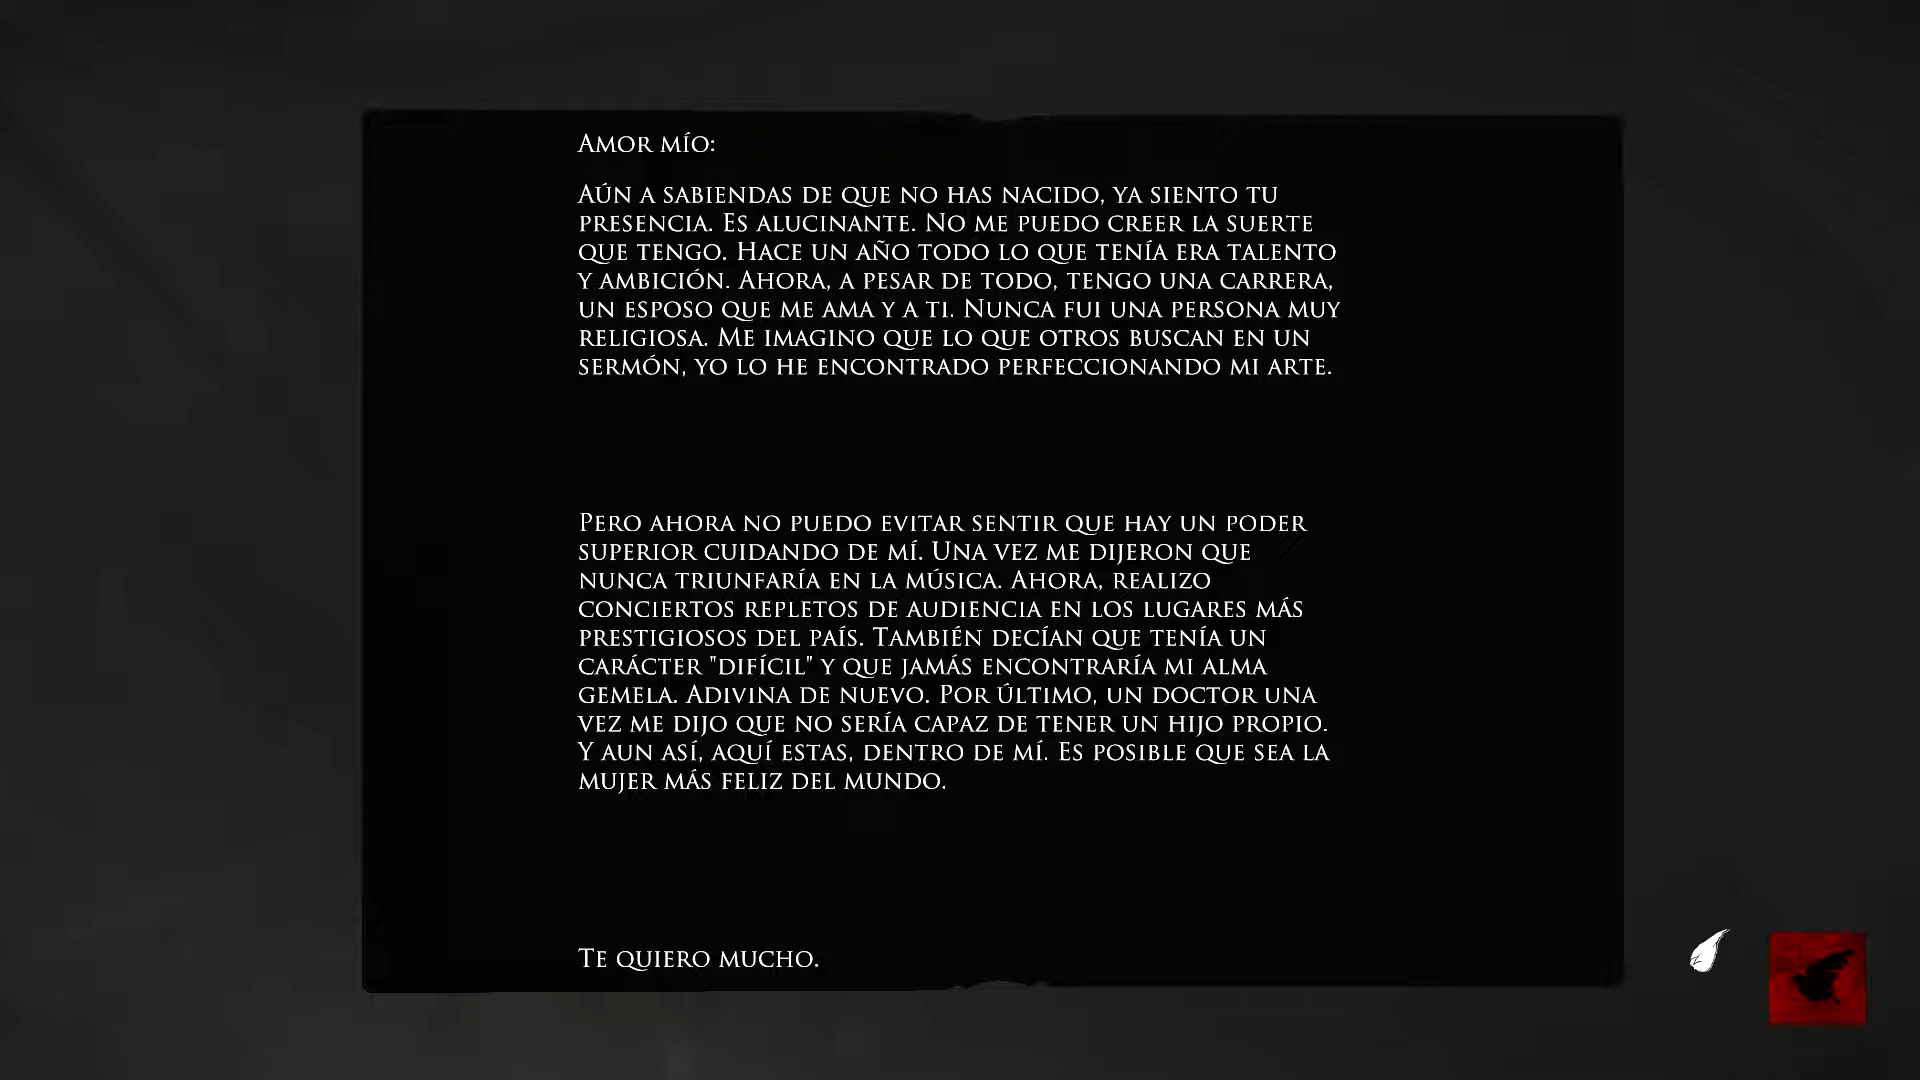 Amor mío:
Aún a sabiendas de que no has nacido, ya siento tu
presencia. Es alucinante. No me puedo creer la suerte
que tengo. Hace un año todo lo que tenía era talento
y ambición. Ahora, a pesar de todo, tengo una carrera,
un esposo que me ama y a ti. Nunca fui una persona muy
religiosa. Me imagino que lo que otros buscan en un
sermón, yo lo he encontrado perfeccionando mi arte.
Pero ahora no puedo evitar sentir que hay un poder
superior cuidando de mí. Una vez me dijeron que
nunca triunfaría en la música. Ahora, realizo
conciertos repletos de audiencia en los lugares más
prestigiosos del país. También decían que tenía un
carácter "difícil" y que jamás encontraría mi alma
gemela. Adivina de nuevo. Por último, un doctor una
vez me dijo que no sería capaz de tener un hijo propio.
Y aun así, aquí estas, dentro de mí. Es posible que sea la
mujer más feliz del mundo.
Te quiero mucho.